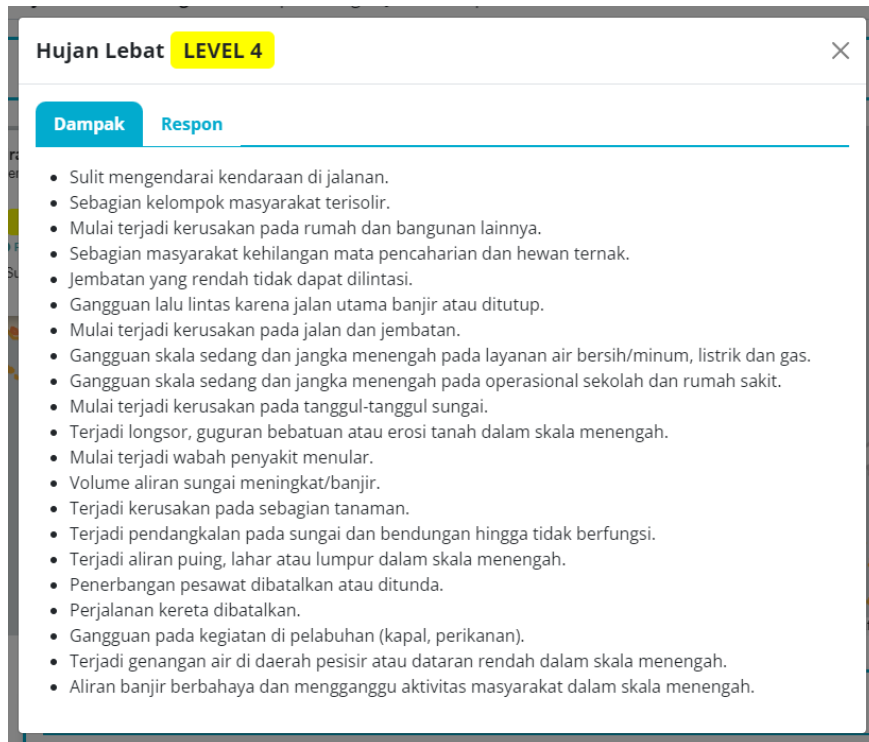 Hujan Lebat LEVEL 4
Dampak Respon
Sulit mengendarai kendaraan di jalanan.
Sebagian kelompok masyarakat terisolir.
Mulai terjadi kerusakan pada rumah dan bangunan lainnya.
Sebagian masyarakat kehilangan mata pencaharian dan hewan ternak.
Jembatan yang rendah tidak dapat dilintasi.
Gangguan lalu lintas karena jalan utama banjir atau ditutup.
Mulai terjadi kerusakan pada jalan dan jembatan.
Gangguan skala sedang dan jangka menengah pada layanan air bersih/minum, listrik dan gas.
Gangguan skala sedang dan jangka menengah pada operasional sekolah dan rumah sakit.
Mulai terjadi kerusakan pada tanggul-tanggul sungai.
Terjadi longsor, guguran bebatuan atau erosi tanah dalam skala menengah.
Mulai terjadi wabah penyakit menular.
Volume aliran sungai meningkat/banjir.
Terjadi kerusakan pada sebagian tanaman.
Terjadi pendangkalan pada sungai dan bendungan hingga tidak berfungsi.
Terjadi aliran puing, lahar atau lumpur dalam skala menengah.
Penerbangan pesawat dibatalkan atau ditunda.
Perjalanan kereta dibatalkan.
Gangguan pada kegiatan di pelabuhan (kapal, perikanan).
Terjadi genangan air di daerah pesisir atau dataran rendah dalam skala menengah.
Aliran banjir berbahaya dan mengganggu aktivitas masyarakat dalam skala menengah.